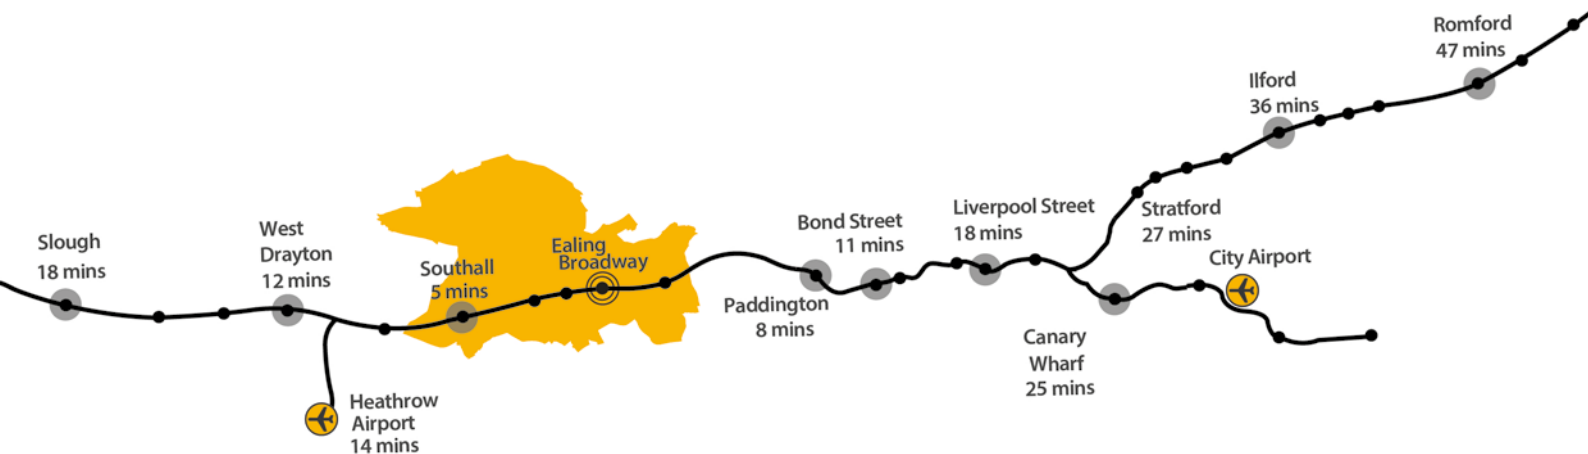 Slough
18 mins
West
Drayton
12 mins
Heathrow
Airport
14 mins
Southall
5 mins
Ealing
Broadway
Paddington
8 mins
Bond Street
11 mins
Liverpool Street
18 mins
Canary
Wharf
25 mins
Stratford
27 mins
City Airport
Ilford
36 mins
Romford
47 mins